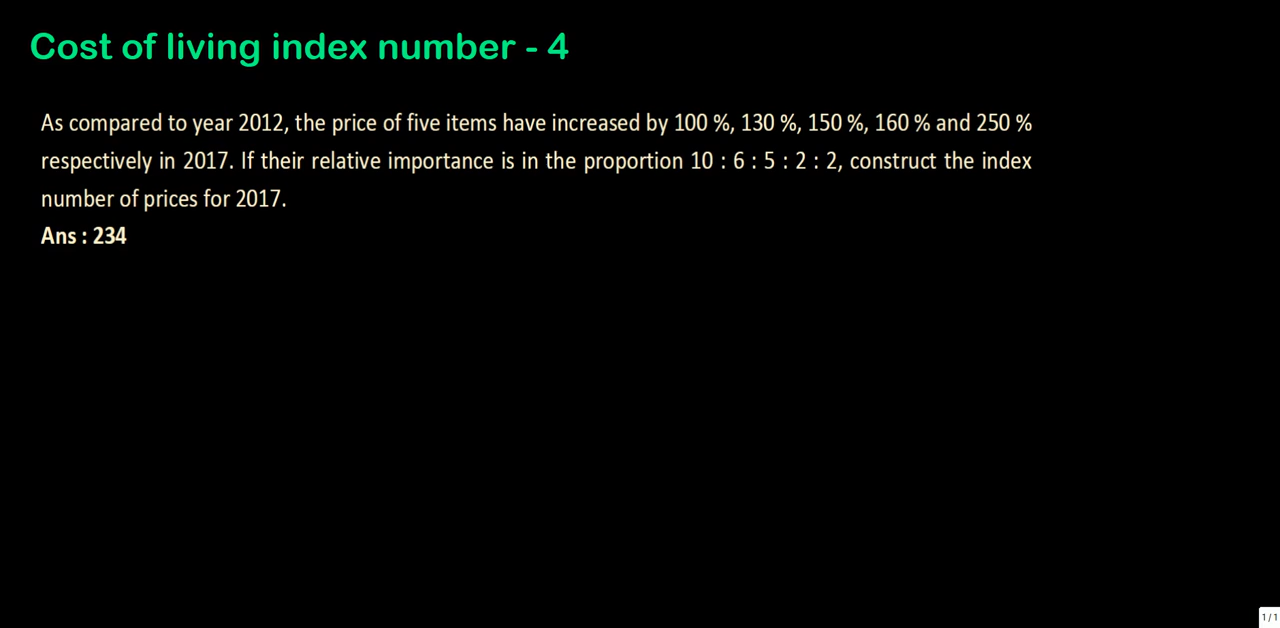 Cost of living index number - 4
As compared to year 2012, the price of five items have increased by 100 %, 130 %, 150 %, 160 % and 250 %
respectively in 2017. If their relative importance is in the proportion 10 : 6 : 5 : 2 : 2, construct the index
number of prices for 2017.
Ans : 234
1 / 1